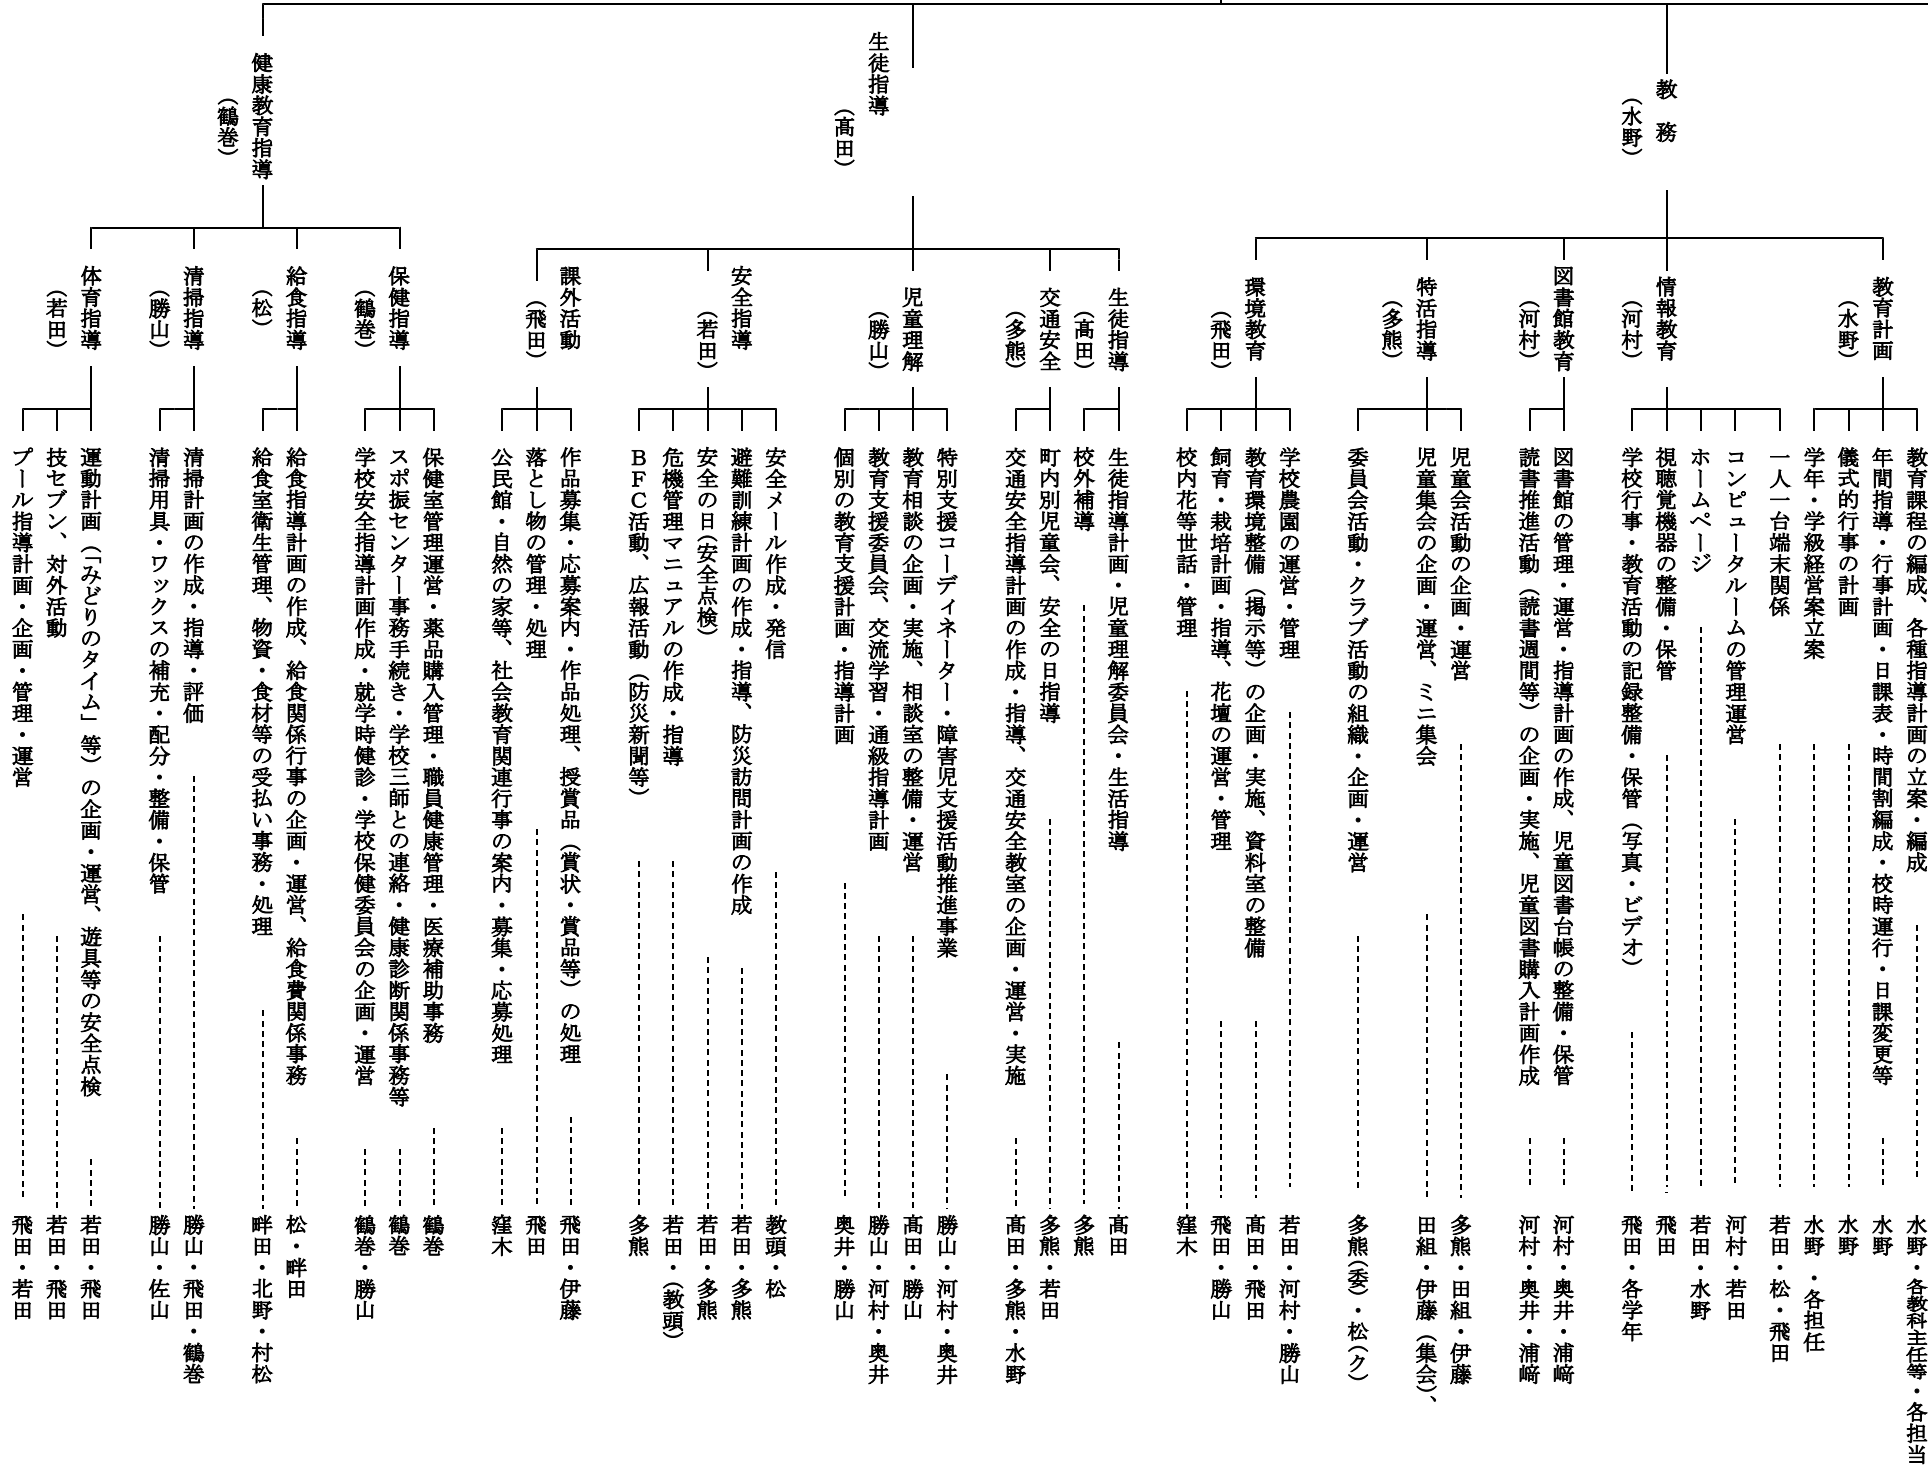 教　務
（水野）
教育計画
（水野）
教育課程の編成、各種指導計画の立案・編成
水野・各教科主任等・各担当
年間指導・行事計画・日課表・時間割編成・校時運行・日課変更等
水野
儀式的行事の計画
水野
学年・学級経営案立案
水野・各担任
一人一台端末関係
若田・松・飛田
情報教育
（河村）
コンピュータルームの管理運営
河村・若田
ホームページ
若田・水野
視聴覚機器の整備・保管
飛田
学校行事・教育活動の記録整備・保管（写真・ビデオ）
飛田・各学年
図書館教育
（河村）
図書館の管理・運営・指導計画の作成、児童図書台帳の整備・保管
河村・奥井・浦﨑
読書推進活動（読書週間等）の企画・実施、児童図書購入計画作成
河村・奥井・浦﨑
特活指導
（多熊）
児童会活動の企画・運営
多熊・田組・伊藤
児童集会の企画・運営、ミニ集会
田組・伊藤（集会）、
委員会活動・クラブ活動の組織・企画・運営
多熊（委）・松（ク）
環境教育
（飛田）
学校農園の運営・管理
若田・河村・勝山
教育環境整備（掲示等）の企画・実施、資料室の整備
髙田・飛田
飼育・栽培計画・指導、花壇の運営・管理
飛田・勝山
校内花等世話・管理
窪木
生徒指導
（髙田）
生徒指導
（髙田）
生徒指導計画・児童理解委員会・生活指導
髙田
校外補導
多熊
交通安全
（多熊）
町内別児童会、安全の日指導
多熊・若田
交通安全指導計画の作成・指導、交通安全教室の企画・運営・実施
髙田・多熊・水野
児童理解
（勝山）
特別支援コーディネーター・障害児支援活動推進事業
勝山・河村・奥井
教育相談の企画・実施、相談室の整備・運営
髙田・勝山
教育支援委員会、交流学習・通級指導計画
勝山・河村・奥井
個別の教育支援計画・指導計画
奥井・勝山
安全指導
（若田）
安全メール作成・発信
教頭・松
避難訓練計画の作成・指導、防災訪問計画の作成
若田・多熊
安全の日（安全点検）
若田・多熊
危機管理マニュアルの作成・指導
若田・（教頭）
ＢＦＣ活動、広報活動（防災新聞等）
多熊
課外活動
（飛田）
作品募集・応募案内・作品処理、授賞品（賞状・賞品等）の処理
飛田・伊藤
落とし物の管理・処理
飛田
公民館・自然の家等、社会教育関連行事の案内・募集・応募処理
窪木
健康教育指導
（鶴巻）
保健指導
（鶴巻）
保健室管理運営・薬品購入管理・職員健康管理・医療補助事務
鶴巻
スポ振センター事務手続き・学校三師との連絡・健康診断関係事務等
鶴巻
学校安全指導計画作成・就学時健診・学校保健委員会の企画・運営
鶴巻・勝山
給食指導
（松）
給食指導計画の作成、給食関係行事の企画・運営、給食費関係事務
松・畔田
給食室衛生管理、物資・食材等の受払い事務・処理
畔田・北野・村松
清掃指導
（勝山）
清掃計画の作成・指導・評価
勝山・飛田・鶴巻
清掃用具・ワックスの補充・配分・整備・保管
勝山・佐山
体育指導
（若田）
運動計画（「みどりのタイム」等）の企画・運営、遊具等の安全点検
若田・飛田
技セブン、対外活動
若田・飛田
プール指導計画・企画・管理・運営
飛田・若田